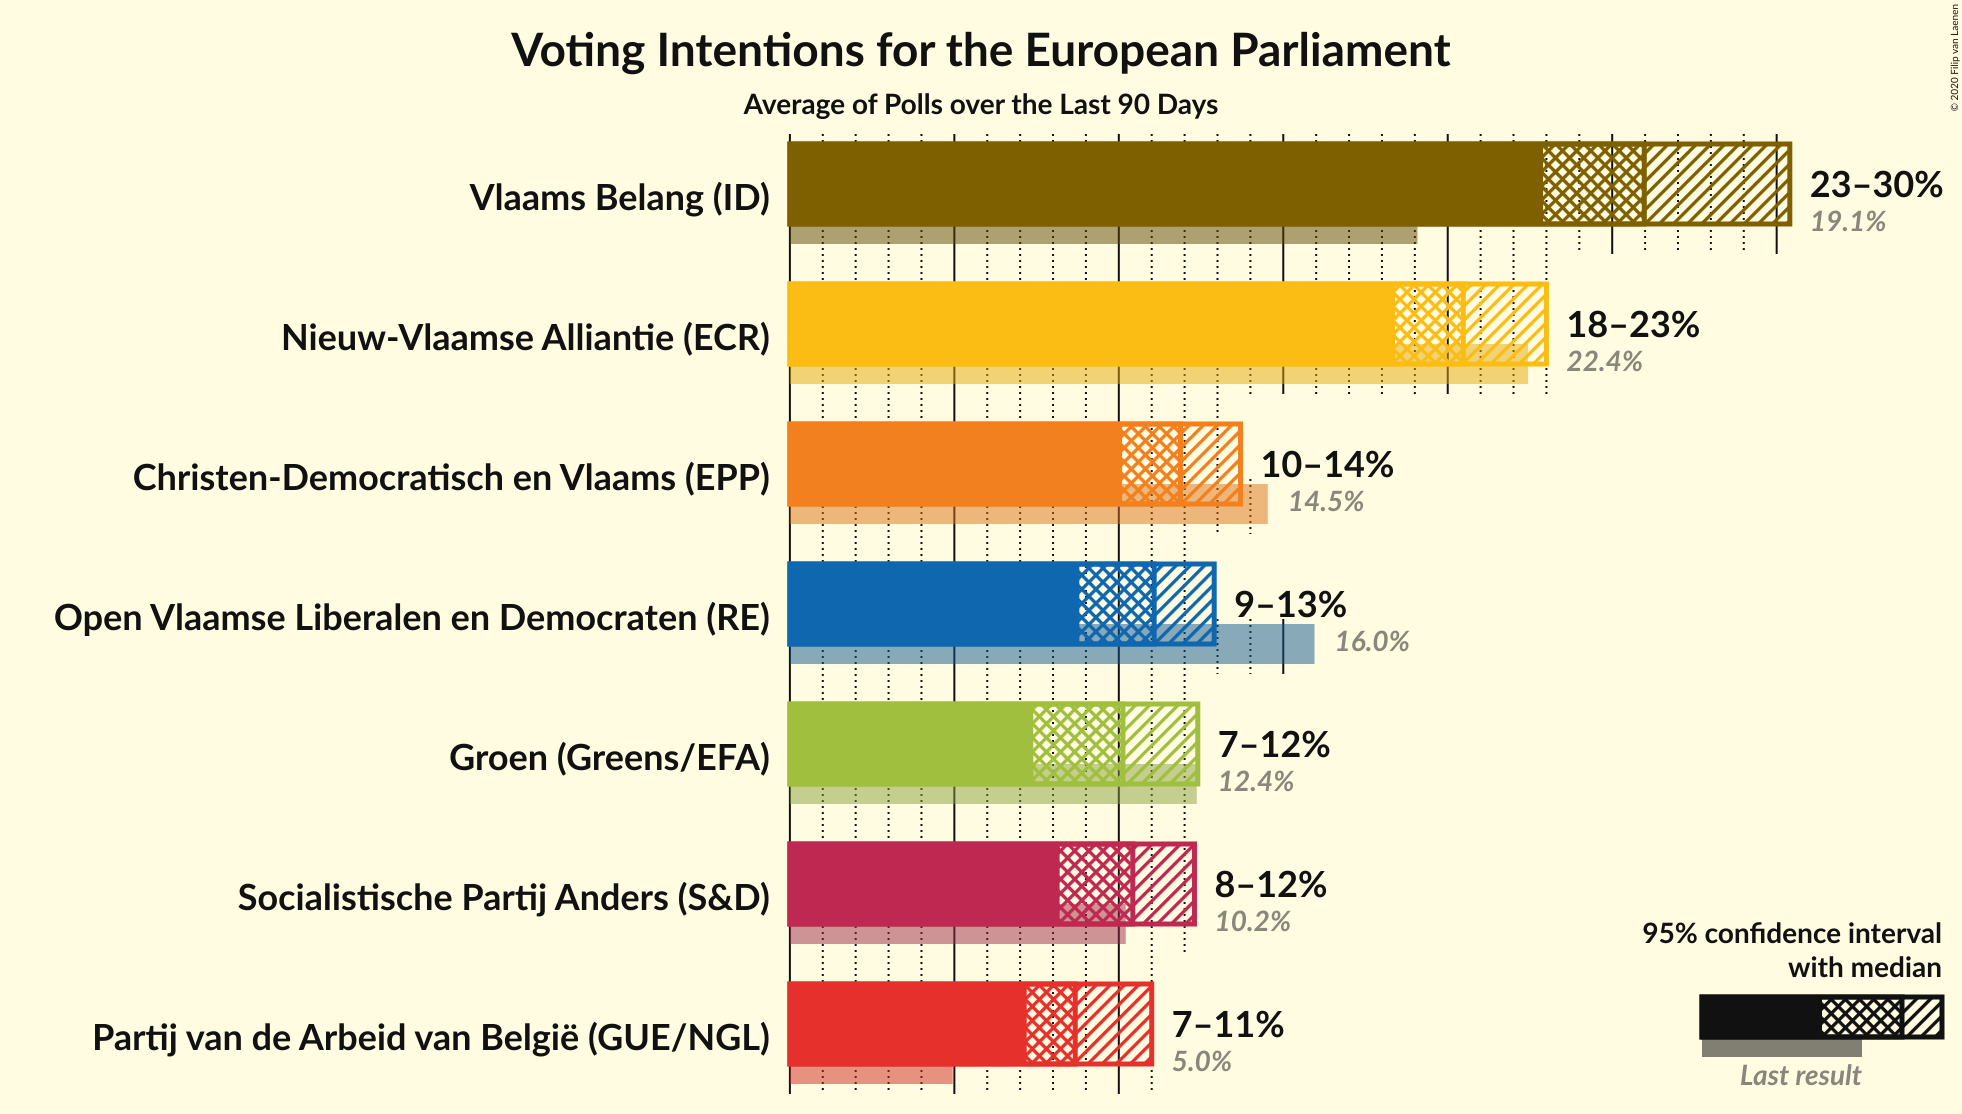 Voting Intentions for the European Parliament
Average of Polls over the Last 90 Days
© 2020 Filip van Laenen
Vlaams Belang (ID)
23–30%
19.1%
Nieuw-Vlaamse Alliantie (ECR)
18–23%
22.4%
Christen-Democratisch en Vlaams (EPP)
10–14%
14.5%
Open Vlaamse Liberalen en Democraten (RE)
9–13%
16.0%
Groen (Greens/EFA)
7–12%
12.4%
Socialistische Partij Anders (S&D)
8–12%
10.2%
Partij van de Arbeid van België (GUE/NGL)
7–11%
5.0%
95% confidence interval
with median
Last result